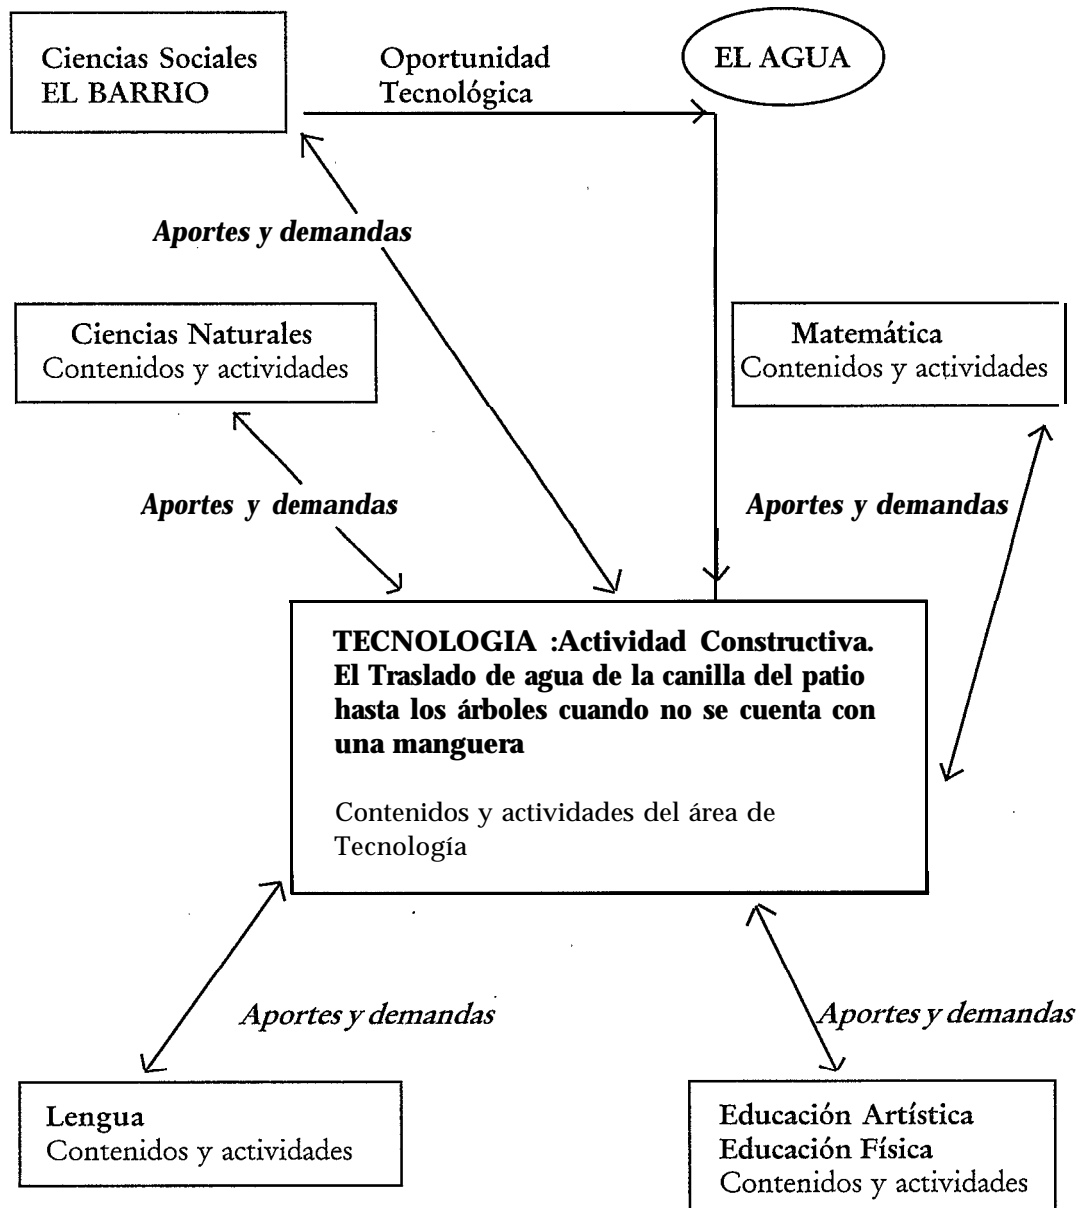 Ciencias Sociales
EL BARRIO
Oportunidad
Tecnológica
EL AGUA
Aportes y demandas
Ciencias Naturales
Contenidos y actividades
Matemática
Contenidos y actividades
Aportes y demandas
Aportes y demandas
TECNOLOGIA :Actividad Constructiva.
El Traslado de agua de la canilla del patio
hasta los árboles cuando no se cuenta con
una manguera
Contenidos y actividades del área de
Tecnología
Aportes y demandas
Aportes y demandas
Lengua
Contenidos y actividades
Educación Artística
Educación Física
Contenidos y actividades